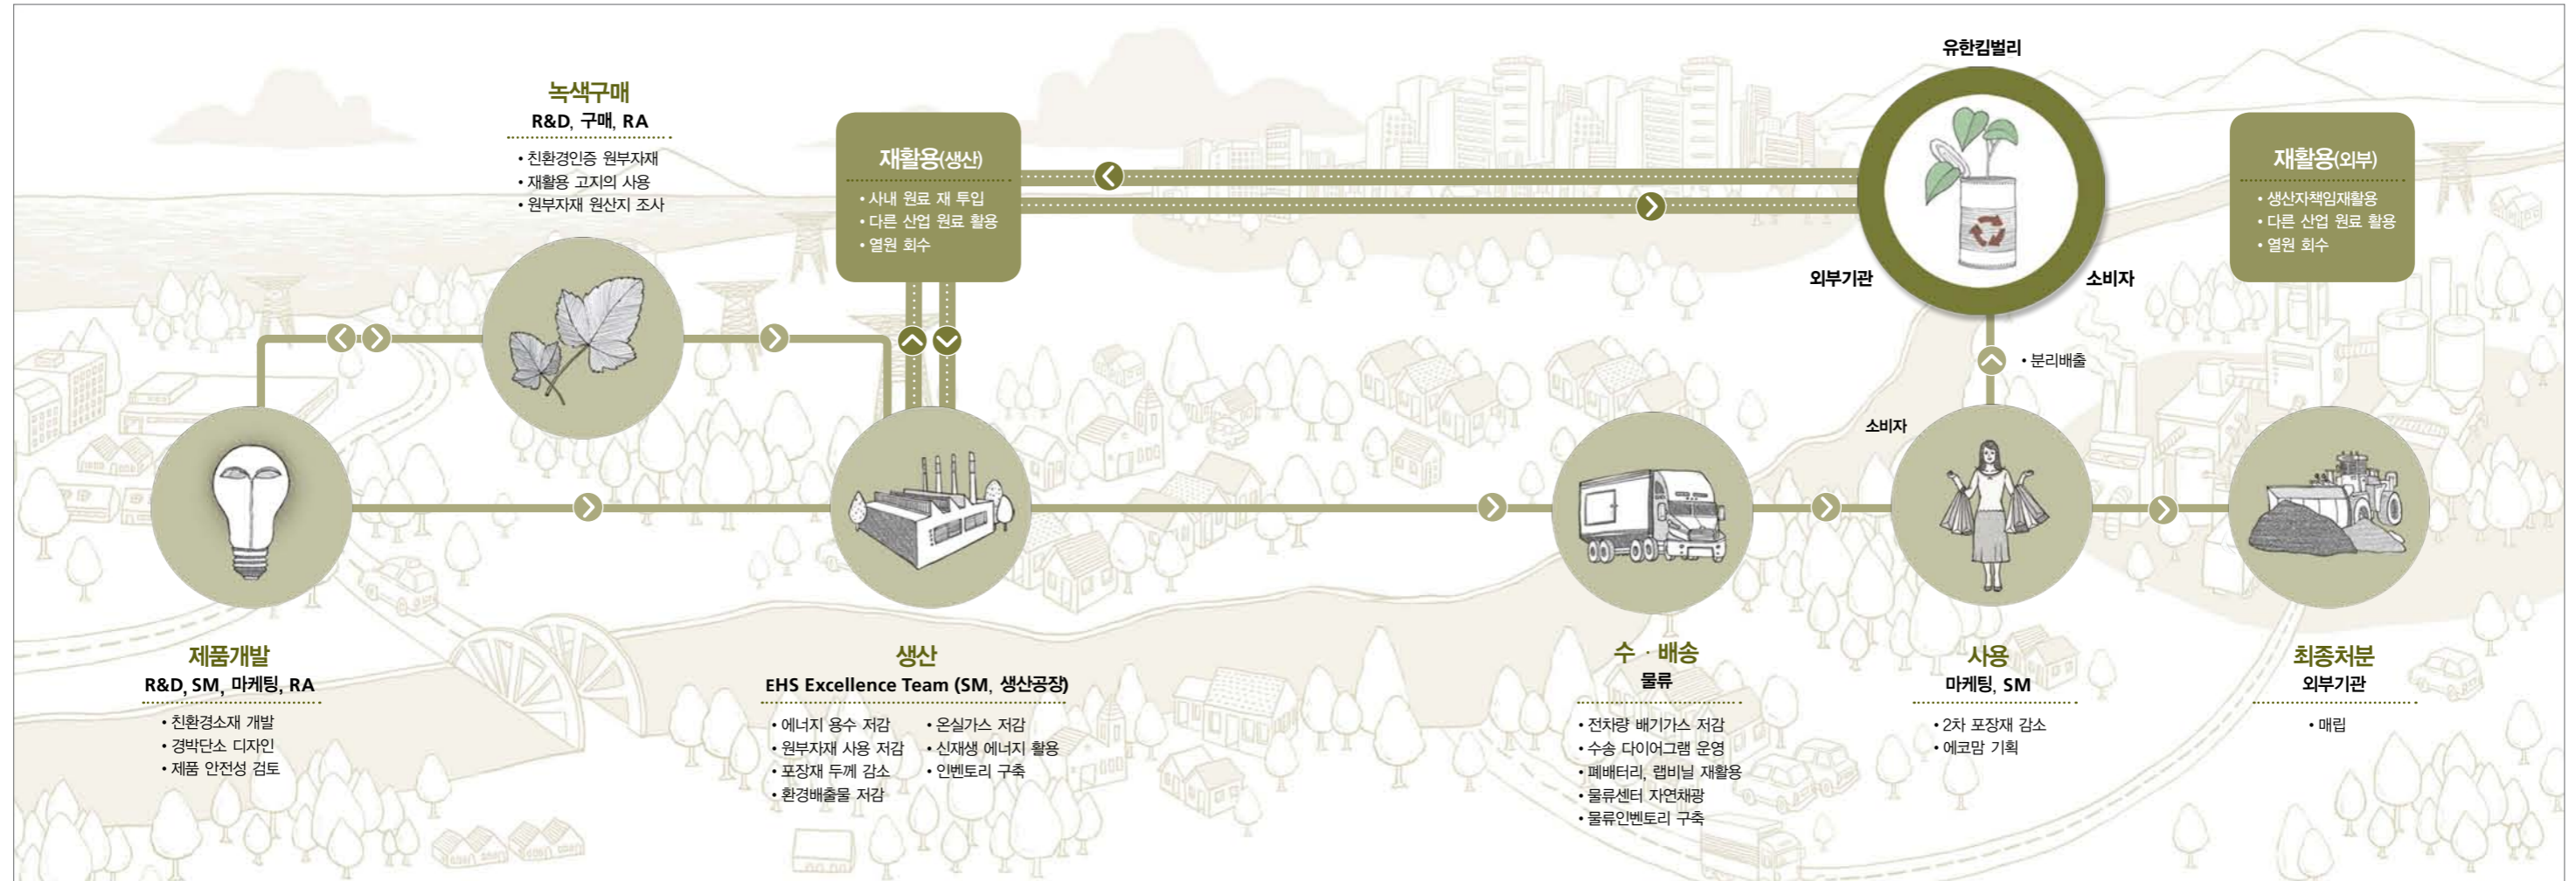 녹색구매
R&D, 구매, RA
• 친환경인증 원부자재
• 재활용 고지의 사용
• 원부자재 원산지 조사
재활용(생산)
• 사내 원료 재 투입
• 다른 산업 원료 활용
• 열원 회수
유한킴벌리
외부기관
소비자
재활용(외부)
• 생산자책임재활용
• 다른 산업 원료 활용
• 열원 회수
• 분리배출
소비자
제품개발
R&D, SM, 마케팅, RA
• 친환경소재 개발
• 경박단소 디자인
• 제품 안전성 검토
생산
EHS Excellence Team (SM, 생산공장)
• 에너지 용수 저감
• 원부자재 사용 저감
• 포장재 두께 감소
• 환경배출물 저감
• 온실가스 저감
• 신재생 에너지 활용
• 인벤토리 구축
수 · 배송
물류
• 전차량 배기가스 저감
• 수송 다이어그램 운영
• 폐배터리, 랩비닐 재활용
• 물류센터 자연채광
• 물류인벤토리 구축
사용
마케팅, SM
• 2차 포장재 감소
• 에코맘 기획
최종처분
외부기관
• 매립